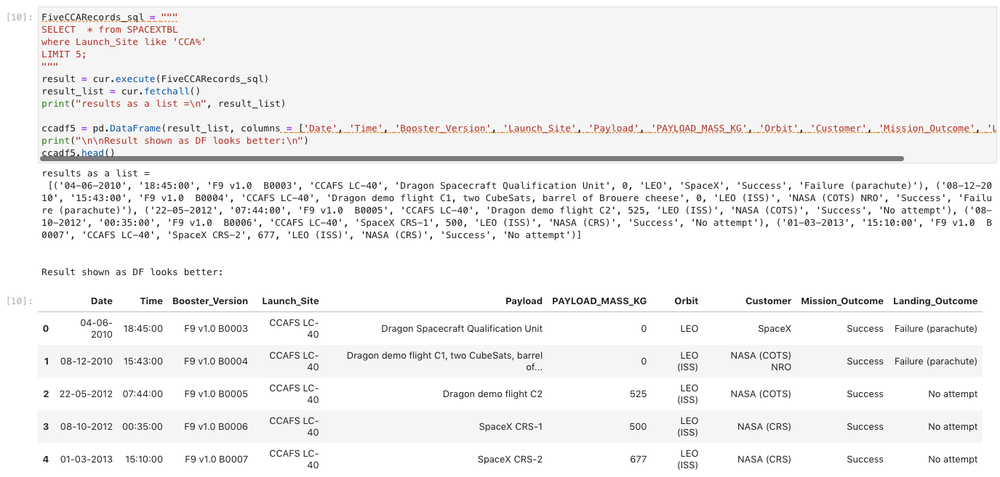 [10]: FiveCCARecords_sql = """
SELECT  * from SPACEXTBL
where Launch_Site like 'CCA%'
LIMIT 5;
"""
result = cur.execute(FiveCCARecords_sql)
result_list = cur.fetchall()
print("results as a list =\n", result_list)

ccadf5 = pd.DataFrame(result_list, columns = ['Date', 'Time', 'Booster_Version', 'Launch_Site', 'Payload', 'PAYLOAD_MASS_KG', 'Orbit', 'Customer', 'Mission_Outcome', 'L
print("\n\nResult shown as DF looks better:\n")
ccadf5.head()
results as a list =
 [('04-06-2010', '18:45:00', 'F9 v1.0  B0003', 'CCAFS LC-40', 'Dragon Spacecraft Qualification Unit', 0, 'LEO', 'SpaceX', 'Success', 'Failure (parachute)'), ('08-12-20
10', '15:43:00', 'F9 v1.0  B0004', 'CCAFS LC-40', 'Dragon demo flight C1, two CubeSats, barrel of Brouere cheese', 0, 'LEO (ISS)', 'NASA (COTS) NRO', 'Success', 'Failu
re (parachute)'), ('22-05-2012', '07:44:00', 'F9 v1.0  B0005', 'CCAFS LC-40', 'Dragon demo flight C2', 525, 'LEO (ISS)', 'NASA (COTS)', 'Success', 'No attempt'), ('08-
10-2012', '00:35:00', 'F9 v1.0  B0006', 'CCAFS LC-40', 'SpaceX CRS-1', 500, 'LEO (ISS)', 'NASA (CRS)', 'Success', 'No attempt'), ('01-03-2013', '15:10:00', 'F9 v1.0  B
0007', 'CCAFS LC-40', 'SpaceX CRS-2', 677, 'LEO (ISS)', 'NASA (CRS)', 'Success', 'No attempt')]

Result shown as DF looks better:
[10]: Date Time Booster_Version Launch_Site Payload PAYLOAD_MASS_KG Orbit Customer Mission_Outcome Landing_Outcome
0 04-06-2010 18:45:00 F9 v1.0 B0003 CCAFS LC-40 Dragon Spacecraft Qualification Unit 0 LEO SpaceX Success Failure (parachute)
1 08-12-2010 15:43:00 F9 v1.0 B0004 CCAFS LC-40 Dragon demo flight C1, two CubeSats, barrel of... 0 LEO (ISS) NASA (COTS) NRO Success Failure (parachute)
2 22-05-2012 07:44:00 F9 v1.0 B0005 CCAFS LC-40 Dragon demo flight C2 525 LEO (ISS) NASA (COTS) Success No attempt
3 08-10-2012 00:35:00 F9 v1.0 B0006 CCAFS LC-40 SpaceX CRS-1 500 LEO (ISS) NASA (CRS) Success No attempt
4 01-03-2013 15:10:00 F9 v1.0 B0007 CCAFS LC-40 SpaceX CRS-2 677 LEO (ISS) NASA (CRS) Success No attempt